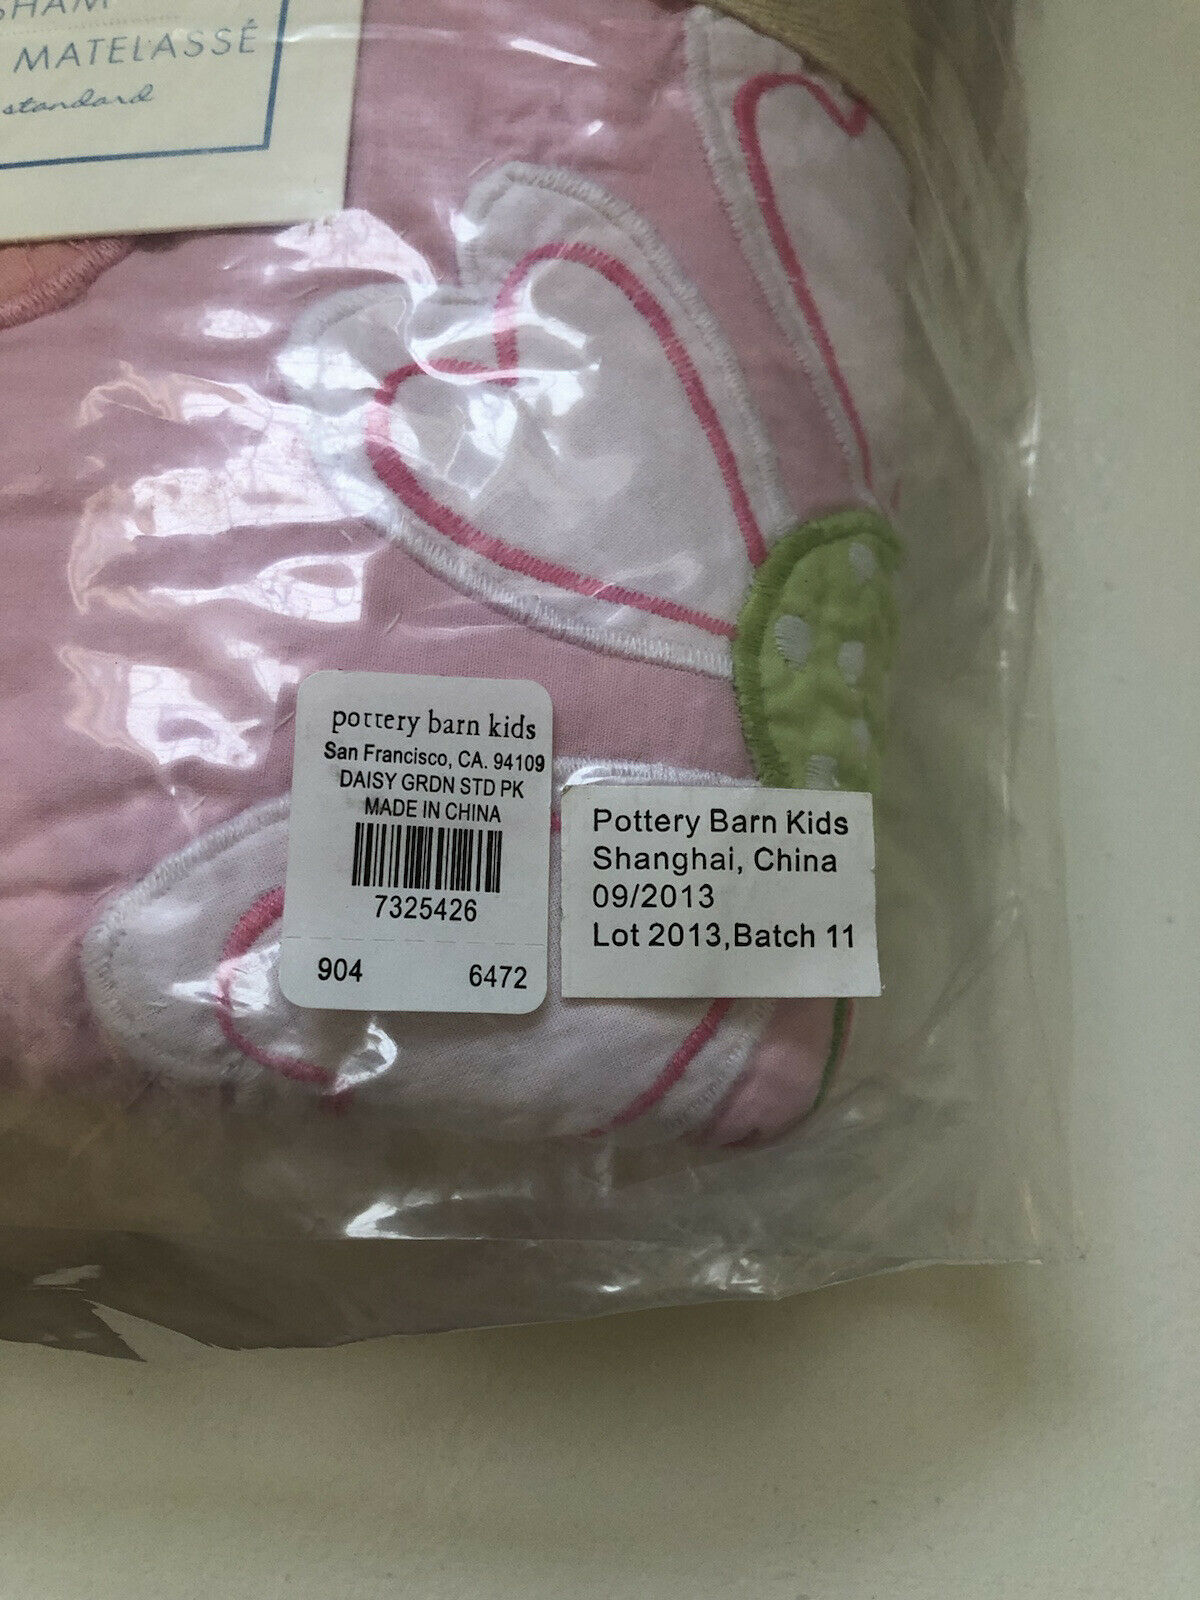 SHAM
MATELASSÉ
standard
pottery barn kids
San Francisco, CA. 94109
DAISY GRDN STD PK
MADE IN CHINA
7325426
904 6472
Pottery Barn Kids
Shanghai, China
09/2013
Lot 2013,Batch 11